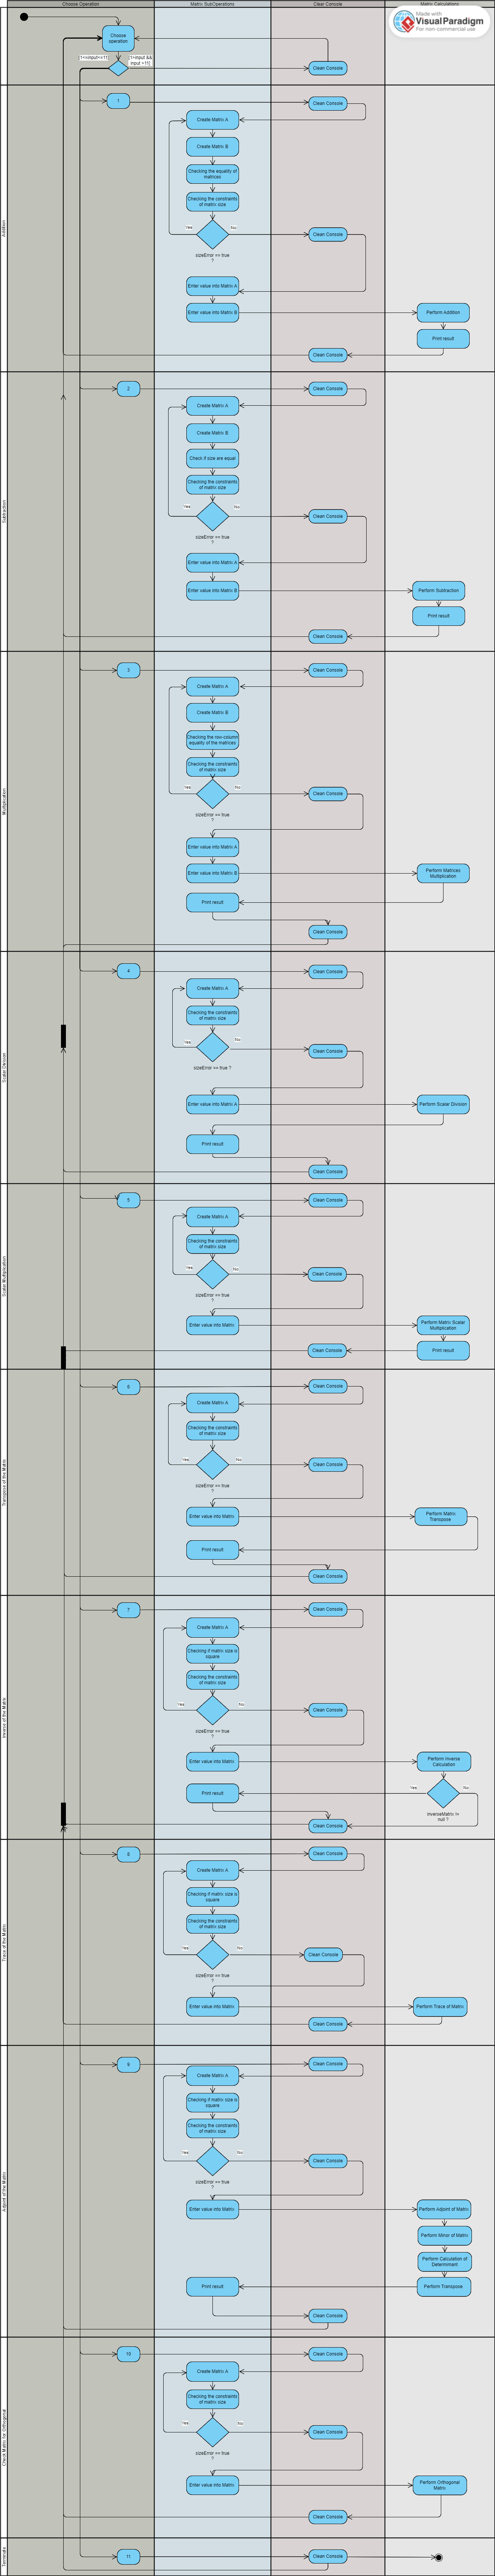 Choose Operation
Matrix SubOperations
Clear Console
Matrix Calculations
Made with
VisualParadigm
For non-commercial use
Choose
operation
[1<=input<=11
[1>input &&
input >11]
Clean Console
Addition
1
Clean Console
Create Matrix A
Create Matrix B
Checking the equality of
matrices
Checking the constraints
of matrix size
Yes
No
Clean Console
sizeError == true
?
Enter value into Matrix A
Enter value into Matrix B
Perform Addition
Print result
Clean Console
Subtraction
2
Clean Console
Create Matrix A
Create Matrix B
Check if size are equal
Checking the constraints
of matrix size
Yes
No
Clean Console
sizeError == true
?
Enter value into Matrix A
Enter value into Matrix B
Perform Subtraction
Print result
Clean Console
Multiplication
3
Clean Console
Create Matrix A
Create Matrix B
Checking the row-column
equality of the matrices
Checking the constraints
of matrix size
Yes
No
Clean Console
sizeError == true
?
Enter value into Matrix A
Enter value into Matrix B
Perform Matrices
Multiplication
Print result
Clean Console
Scalar Division
4
Clean Console
Create Matrix A
Checking the constraints
of matrix size
Yes
No
Clean Console
sizeError == true ?
Enter value into Matrix A
Perform Scalar Division
Print result
Clean Console
Scalar Multiplication
5
Clean Console
Create Matrix A
Checking the constraints
of matrix size
Yes
No
Clean Console
sizeError == true
?
Enter value into Matrix
Perform Matrix Scalar
Multiplication
Print result
Clean Console
Transpose of the Matrix
6
Clean Console
Create Matrix A
Checking the constraints
of matrix size
Yes
No
Clean Console
sizeError == true
?
Enter value into Matrix
Perform Matrix
Transpose
Print result
Clean Console
Inverse of the Matrix
7
Clean Console
Create Matrix A
Checking if matrix size is
square
Checking the constraints
of matrix size
Yes
No
Clean Console
sizeError == true
?
Enter value into Matrix
Perform Inverse
Calculation
Yes
No
Print result
inverseMatrix !=
null ?
Clean Console
Trace of the Matrix
8
Clean Console
Create Matrix A
Checking if matrix size is
square
Checking the constraints
of matrix size
Yes
No
Clean Console
sizeError == true
?
Enter value into Matrix
Perform Trace of Matrix
Clean Console
Adjoint of the Matrix
9
Clean Console
Create Matrix A
Checking if matrix size is
square
Checking the constraints
of matrix size
Yes
No
Clean Console
sizeError == true
?
Enter value into Matrix
Perform Adjoint of Matrix
Perform Minor of Matrix
Perform Calculation of
Determinant
Perform Transpose
Print result
Clean Console
Check Matrix for Orthogonal
10
Clean Console
Create Matrix A
Checking the constraints
of matrix size
Yes
No
Clean Console
sizeError == true
?
Enter value into Matrix
Perform Orthogonal
Matrix
Clean Console
Terminate
11
Clean Console